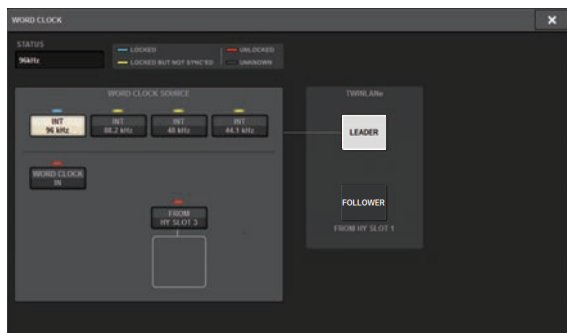 WORD CLOCK
STATUS
96kHz
LOCKED
UNLOCKED
LOCKED BUT NOT SYNC'ED
UNKNOWN
WORD CLOCK SOURCE
TWINLANe
INT
96 kHz
INT
88.2 kHz
INT
48 kHz
INT
44.1 kHz
LEADER
WORD CLOCK
IN
FROM
HY SLOT 3
FOLLOWER
FROM HY SLOT 1